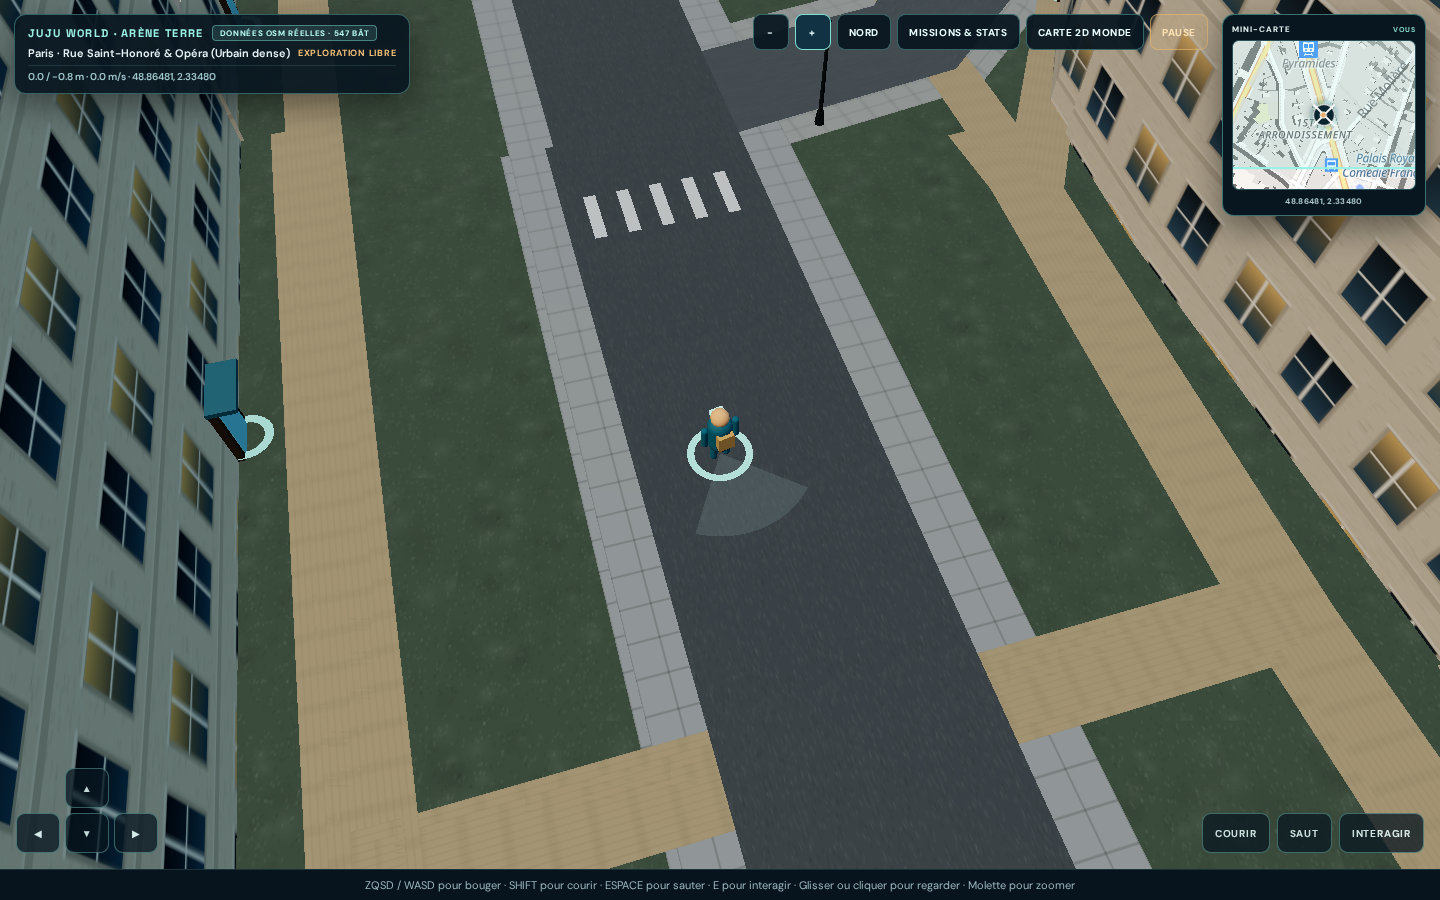 JUJU WORLD · ARÈNE TERRE DONNÉES OSM RÉELLES · 547 BÂT
Paris · Rue Saint-Honoré & Opéra (Urbain dense) EXPLORATION LIBRE
0.0 / −0.8 m · 0.0 m/s · 48.86481, 2.33480
- + NORD MISSIONS & STATS CARTE 2D MONDE PAUSE
MINI-CARTE VOUS
Pyramides
Rue Molière
1ST
ARRONDISSEMENT
Palais Roya
Comédie Franç
48.86481, 2.33480
▲
◀ ▼ ▶
COURIR SAUT INTERAGIR
ZQSD / WASD pour bouger · SHIFT pour courir · ESPACE pour sauter · E pour interagir · Glisser ou cliquer pour regarder · Molette pour zoomer